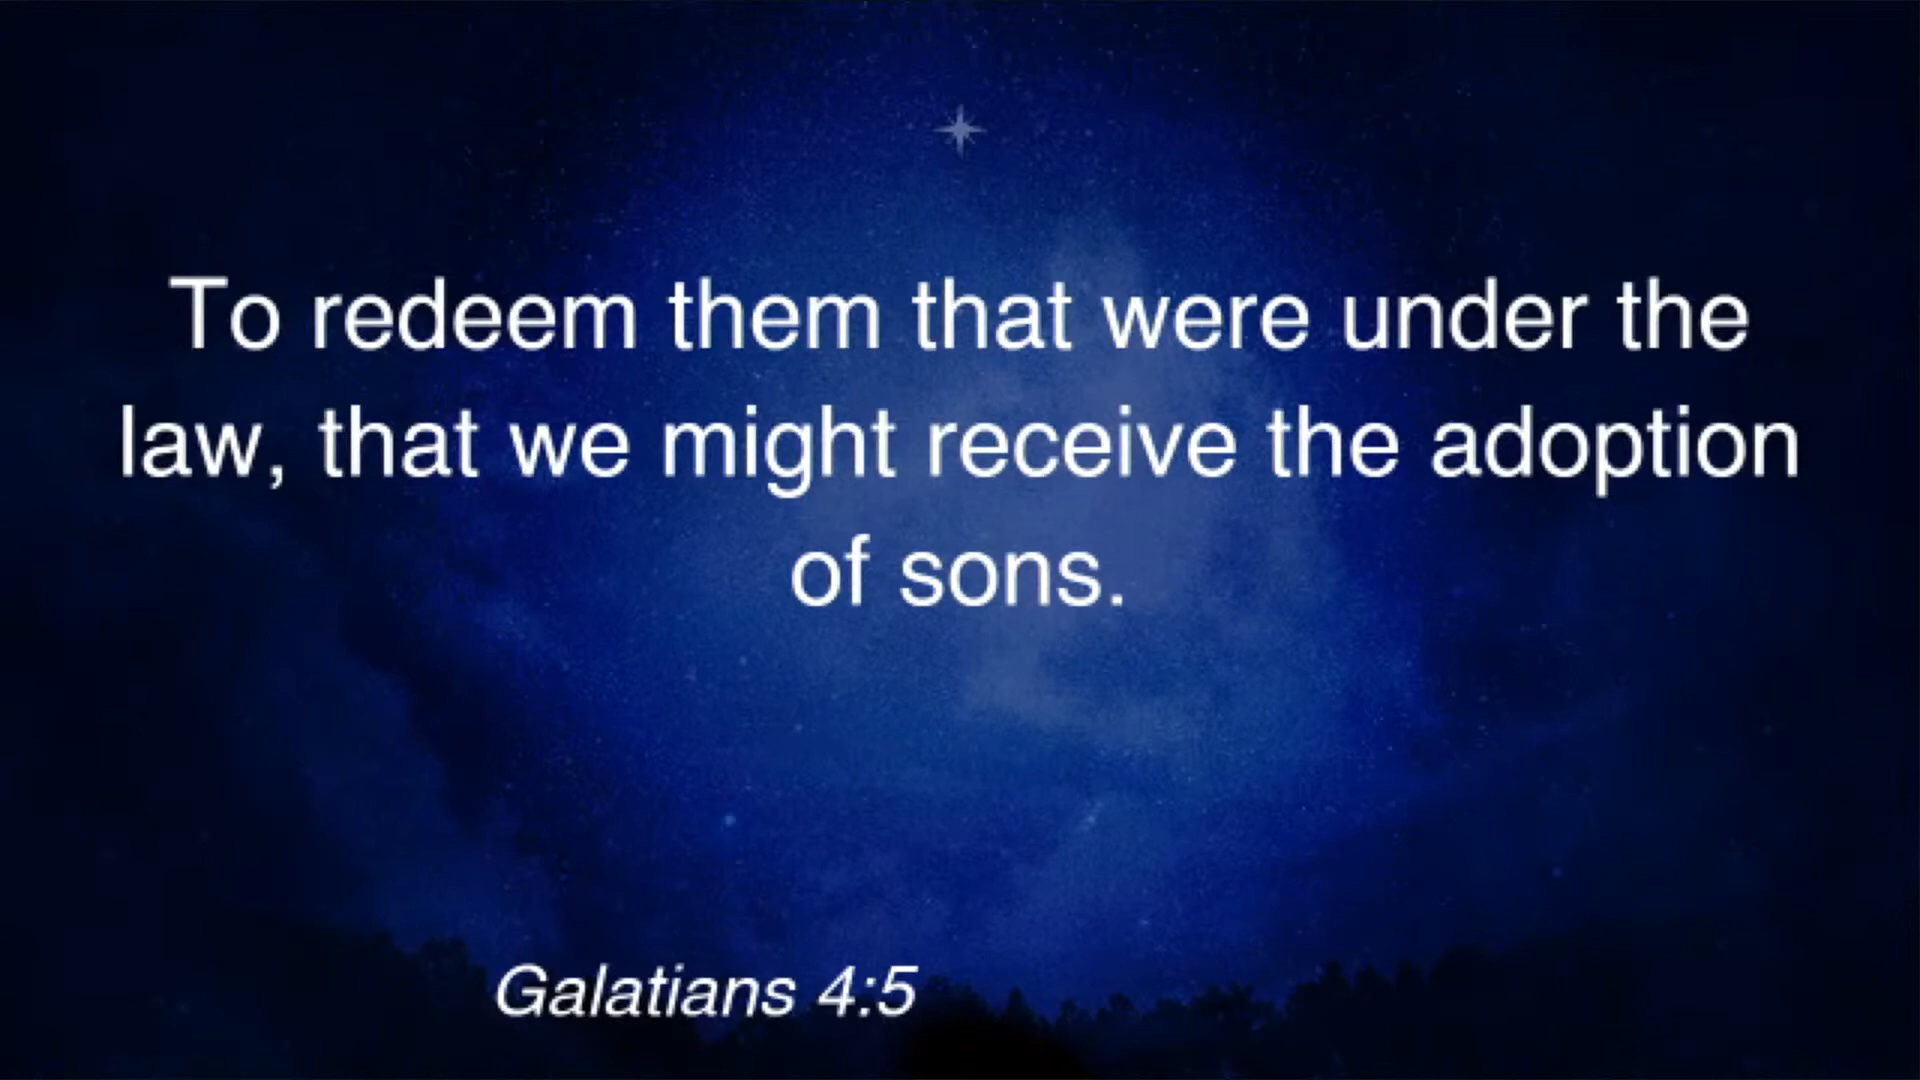 To redeem them that were under the
law, that we might receive the adoption
of sons.
Galatians 4:5